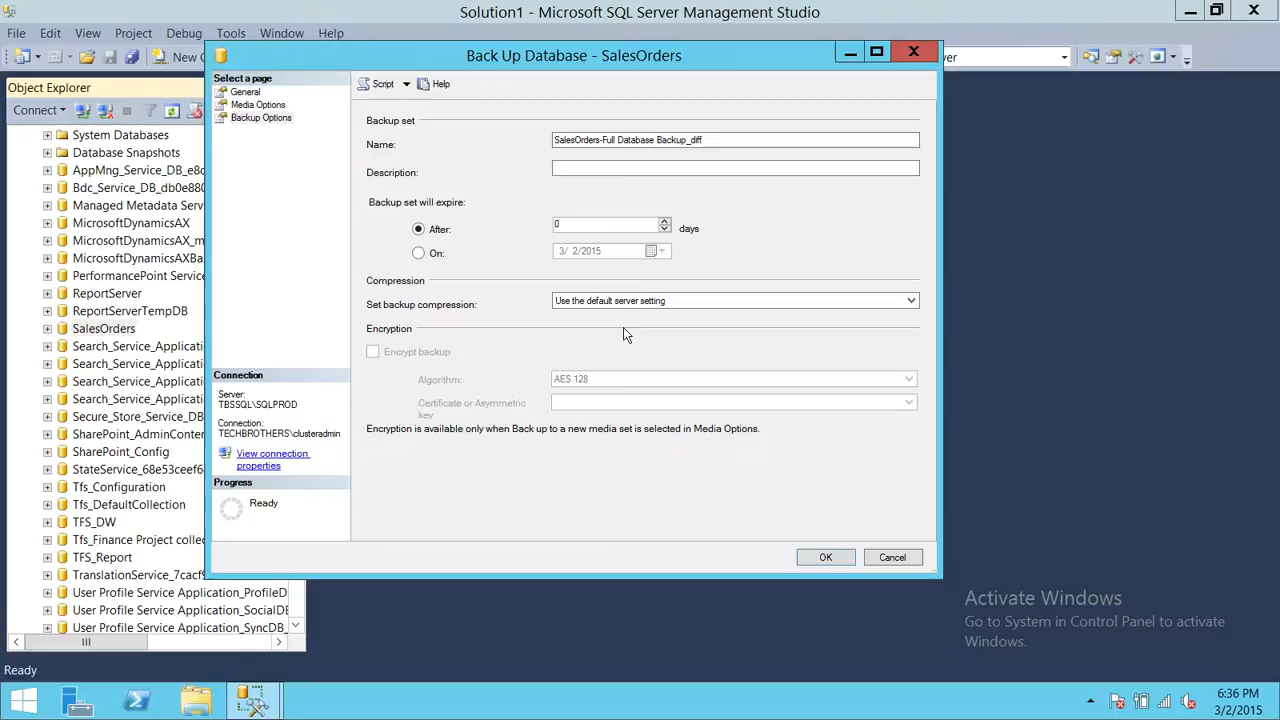 Solution1 - Microsoft SQL Server Management Studio
File Edit View Project Debug Tools Window Help
New
Back Up Database - SalesOrders
ver
Object Explorer
Connect
System Databases
Database Snapshots
AppMng_Service_DB_e8
Bdc_Service_DB_db0e880
Managed Metadata Serv
MicrosoftDynamicsAX
MicrosoftDynamicsAX_m
MicrosoftDynamicsAXBa
PerformancePoint Service
ReportServer
ReportServerTempDB
SalesOrders
Search_Service_Applicati
Search_Service_Applicati
Search_Service_Applicati
Search_Service_Applicati
Secure_Store_Service_DB
SharePoint_AdminConten
SharePoint_Config
StateService_68e53ceef6
Tfs_Configuration
Tfs_DefaultCollection
TFS_DW
Tfs_Finance Project collec
TFS_Report
TranslationService_7cacf9
User Profile Service Application_ProfileD
User Profile Service Application_SocialDE
User Profile Service Application_SyncDB_
Select a page
General
Media Options
Backup Options
Connection
Server:
TBSSQL\SQLPROD
Connection:
TECHBROTHERS\clusteradmin
View connection
properties
Progress
Ready
Script Help
Backup set
Name: SalesOrders-Full Database Backup_diff
Description:
Backup set will expire:
After: 0 days
On: 3/ 2/2015
Compression
Set backup compression: Use the default server setting
Encryption
Encrypt backup
Algorithm: AES 128
Certificate or Asymmetric
key:
Encryption is available only when Back up to a new media set is selected in Media Options.
OK Cancel
Activate Windows
Go to System in Control Panel to activate
Windows.
Ready
6:36 PM
3/2/2015